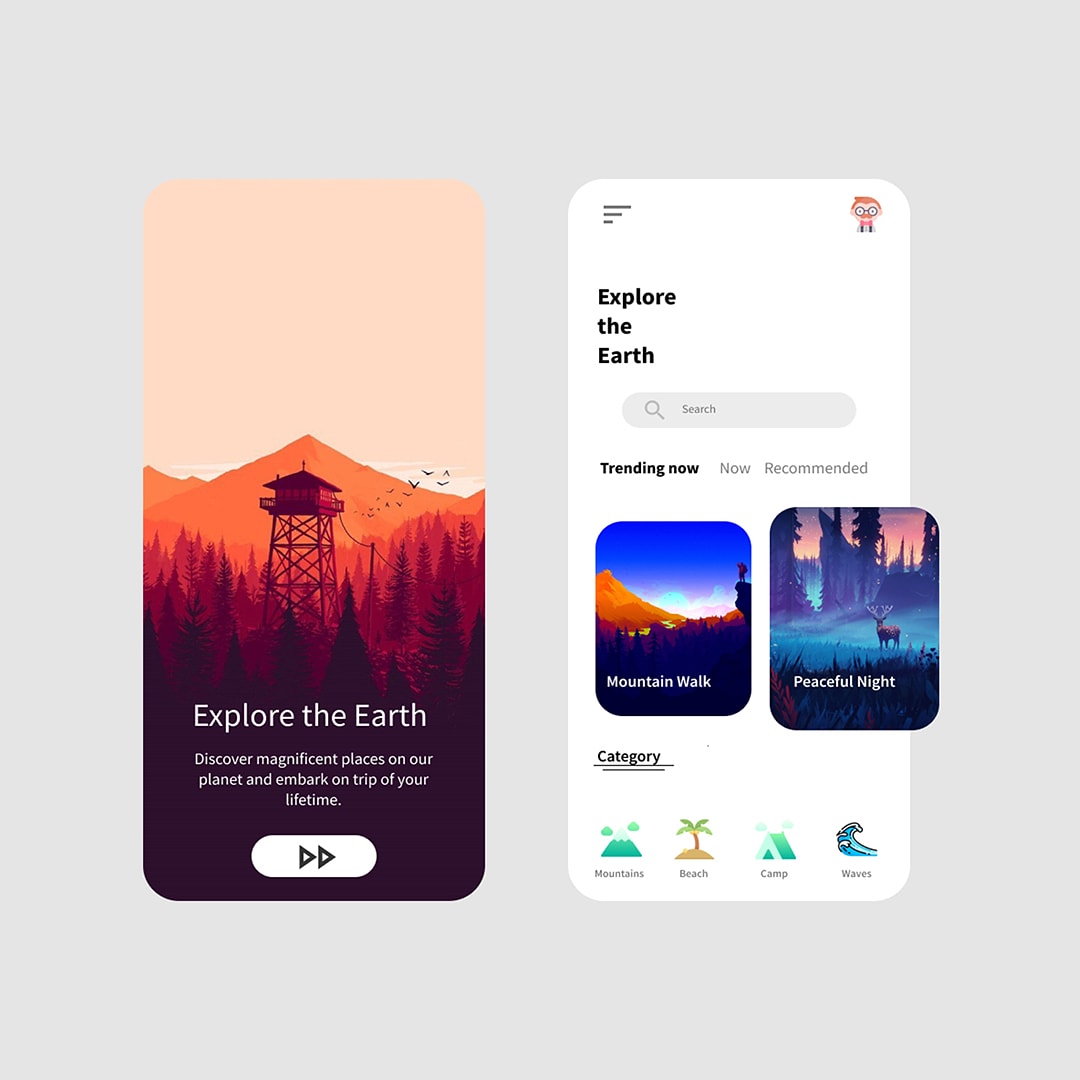 Explore the Earth
Discover magnificent places on our
planet and embark on trip of your
lifetime.
Explore
the
Earth
Search
Trending now Now Recommended
Mountain Walk
Peaceful Night
Category
Mountains Beach Camp Waves